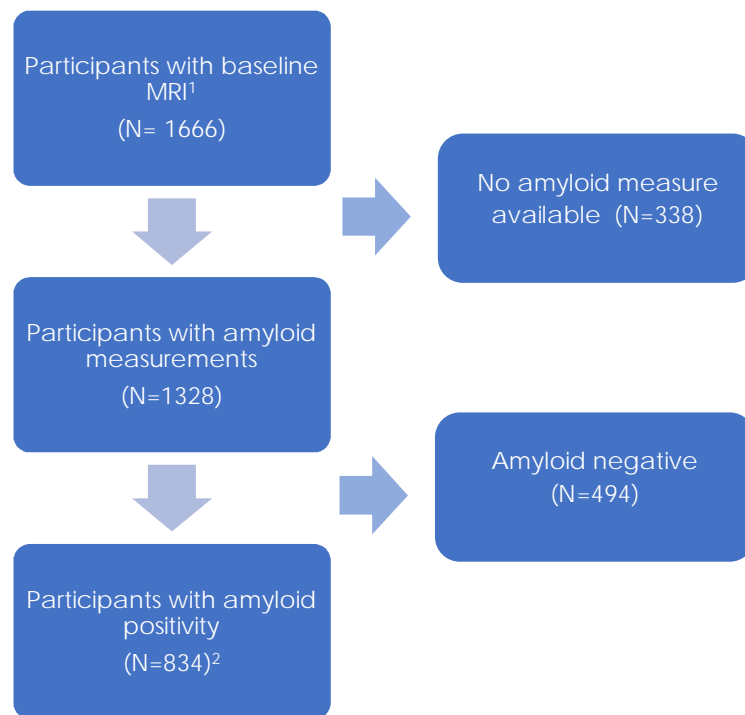 Participants with baseline
MRI¹
(N= 1666)
No amyloid measure
available (N=338)
Participants with amyloid
measurements
(N=1328)
Amyloid negative
(N=494)
Participants with amyloid
positivity
(N=834)²